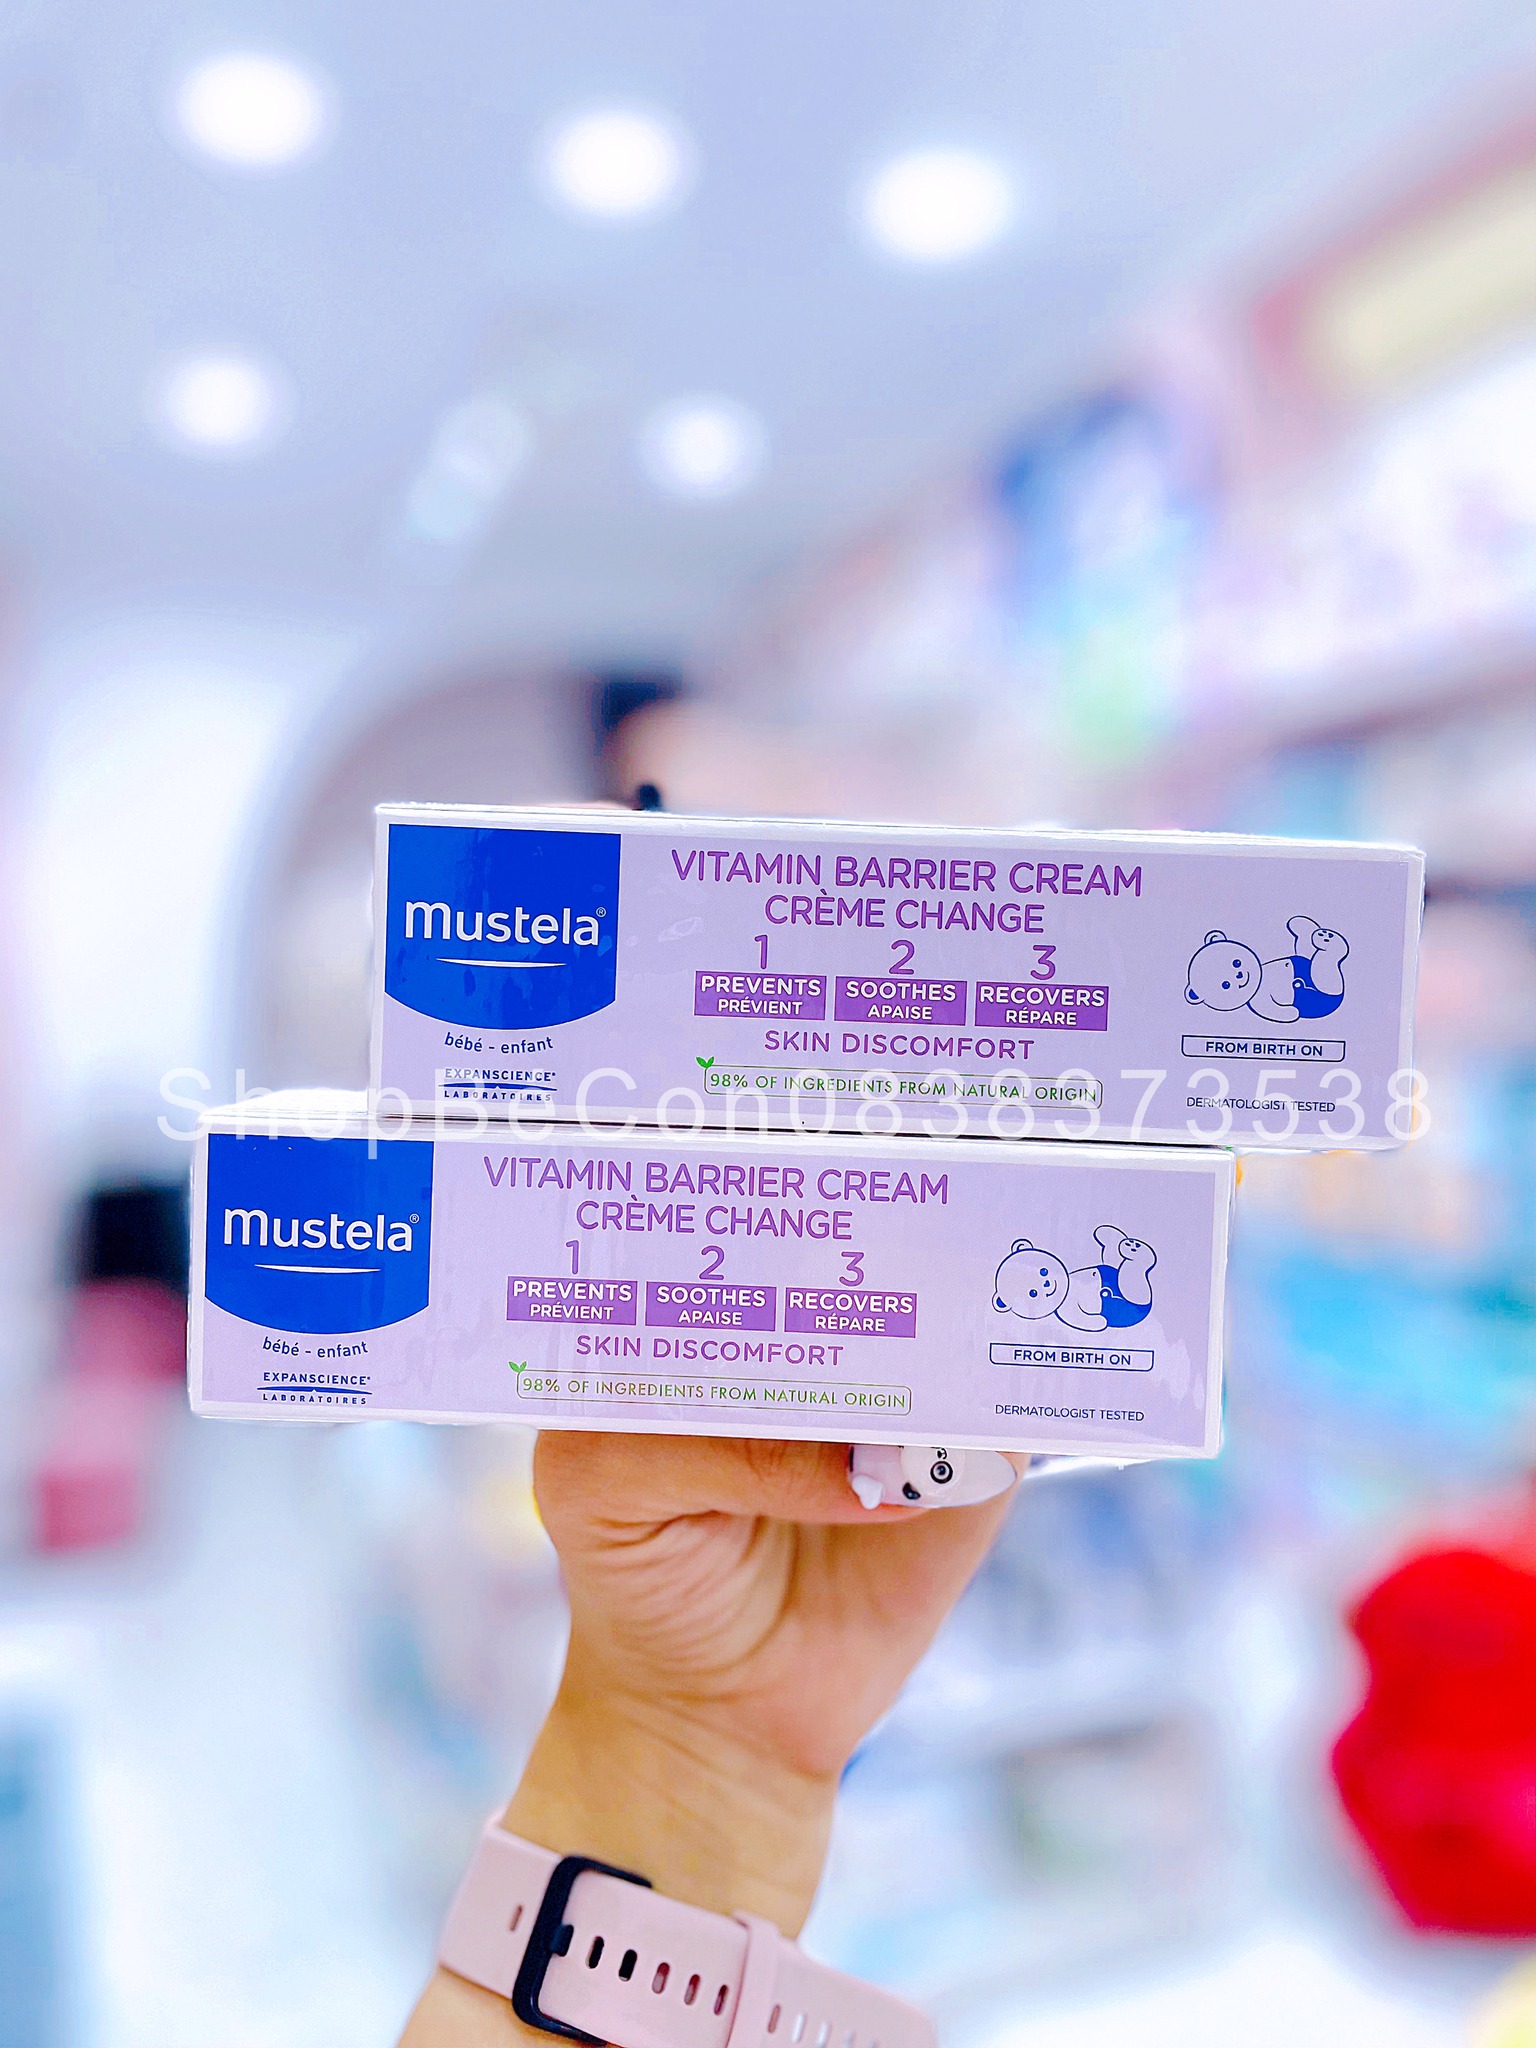 mustela®
bébé - enfant
EXPANSCIENCE®
LABORATOIRES
VITAMIN BARRIER CREAM
CRÈME CHANGE
1 2 3
PREVENTS SOOTHES RECOVERS
PRÉVIENT APAISE RÉPARE
SKIN DISCOMFORT
98% OF INGREDIENTS FROM NATURAL ORIGIN
FROM BIRTH ON
DERMATOLOGIST TESTED
ShopBeCon0838373538
mustela®
bébé - enfant
EXPANSCIENCE®
LABORATOIRES
VITAMIN BARRIER CREAM
CRÈME CHANGE
1 2 3
PREVENTS SOOTHES RECOVERS
PRÉVIENT APAISE RÉPARE
SKIN DISCOMFORT
98% OF INGREDIENTS FROM NATURAL ORIGIN
FROM BIRTH ON
DERMATOLOGIST TESTED